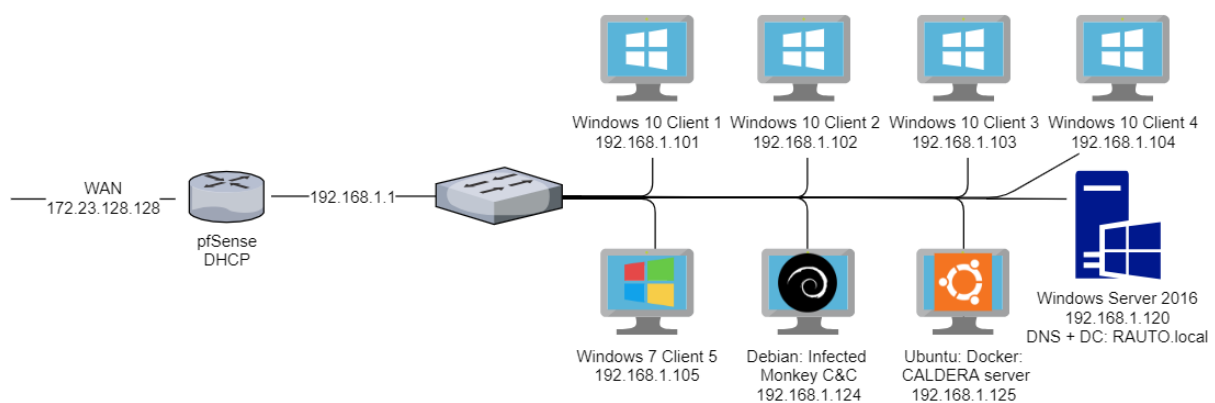 Windows 10 Client 1
192.168.1.101
Windows 10 Client 2
192.168.1.102
Windows 10 Client 3
192.168.1.103
Windows 10 Client 4
192.168.1.104
WAN
172.23.128.128
pfSense
DHCP
192.168.1.1
Windows 7 Client 5
192.168.1.105
Debian: Infected
Monkey C&C
192.168.1.124
Ubuntu: Docker:
CALDERA server
192.168.1.125
Windows Server 2016
192.168.1.120
DNS + DC: RAUTO.local